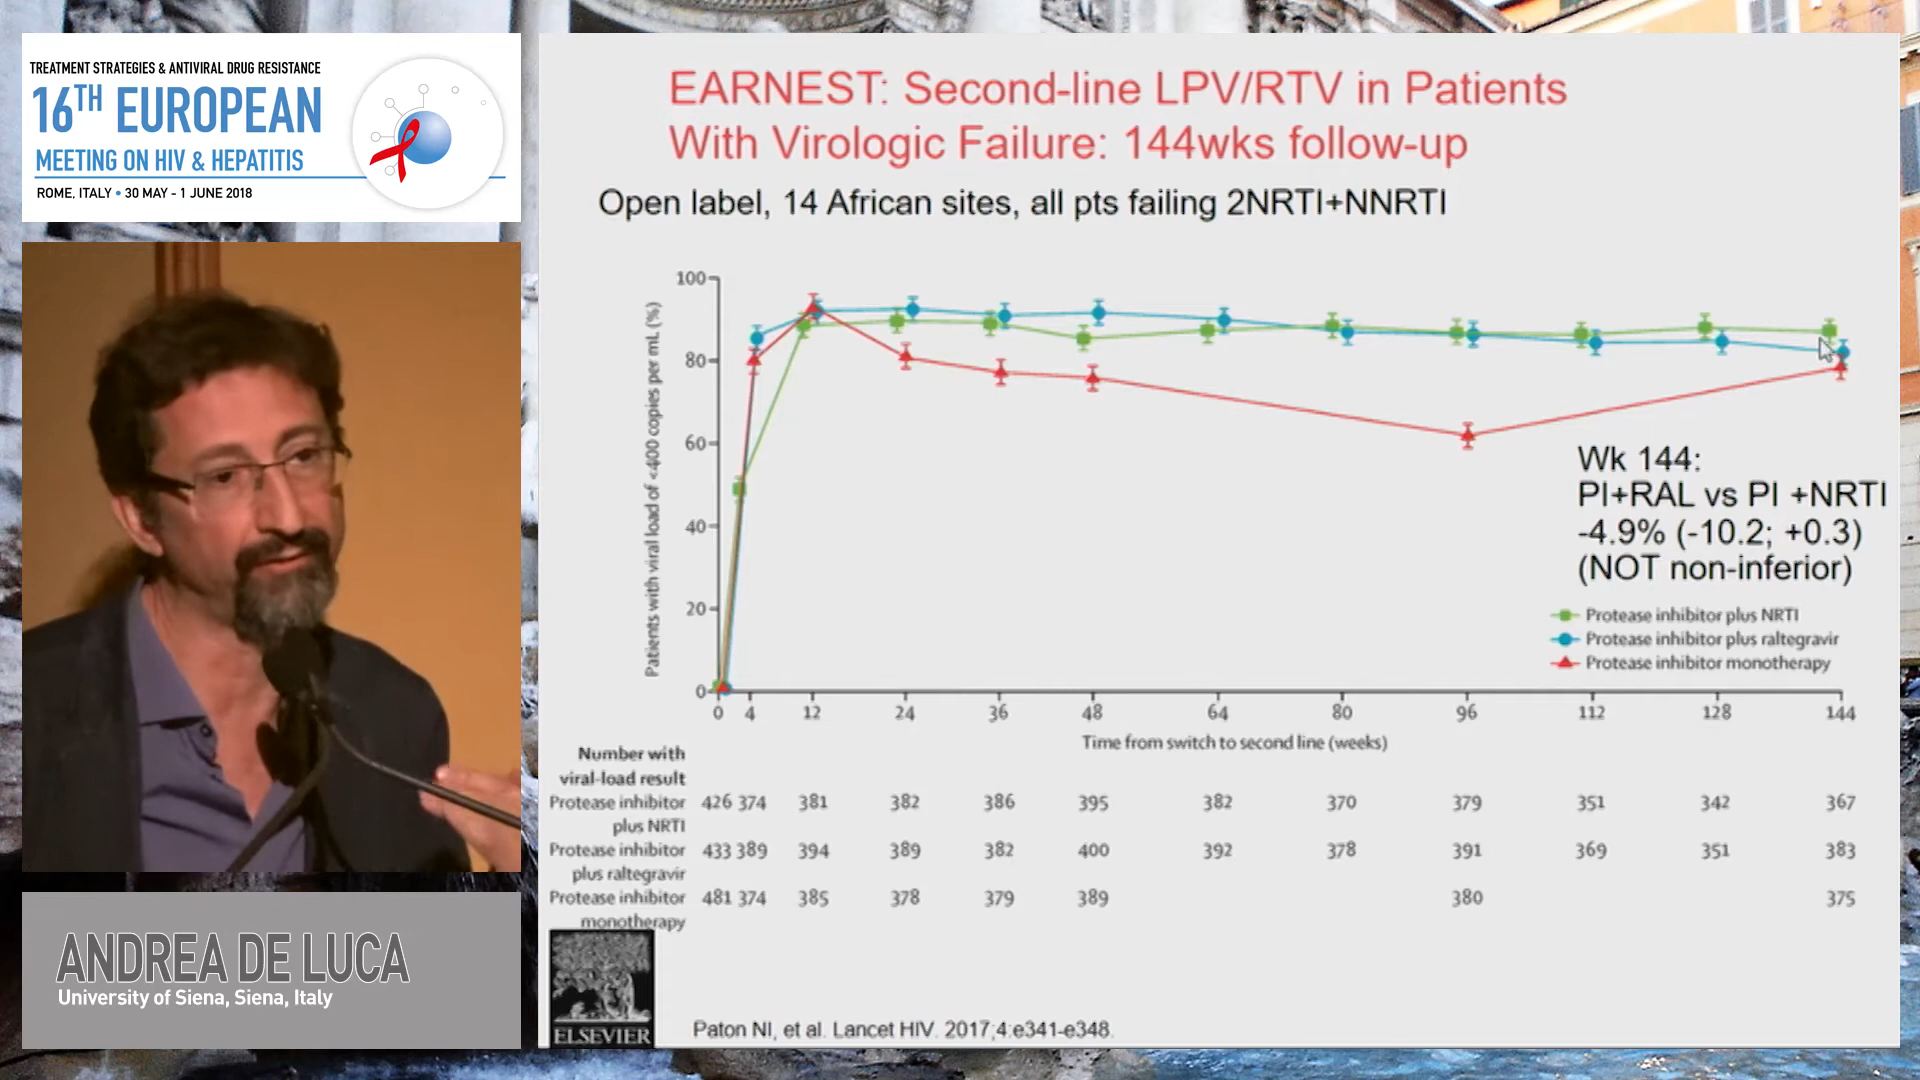 TREATMENT STRATEGIES & ANTIVIRAL DRUG RESISTANCE
16TH EUROPEAN
MEETING ON HIV & HEPATITIS
ROME, ITALY • 30 MAY - 1 JUNE 2018
ANDREA DE LUCA
University of Siena, Siena, Italy
EARNEST: Second-line LPV/RTV in Patients
With Virologic Failure: 144wks follow-up
Open label, 14 African sites, all pts failing 2NRTI+NNRTI
Patients with viral load of <400 copies per mL (%)
100
80
60
40
20
0
Wk 144:
PI+RAL vs PI +NRTI
-4.9% (-10.2; +0.3)
(NOT non-inferior)
Protease inhibitor plus NRTI
Protease inhibitor plus raltegravir
Protease inhibitor monotherapy
0 4 12 24 36 48 64 80 96 112 128 144
Time from switch to second line (weeks)
Number with
viral-load result
Protease inhibitor 426 374 381 382 386 395 382 370 379 351 342 367
plus NRTI
Protease inhibitor 433 389 394 389 382 400 392 378 391 369 351 383
plus raltegravir
Protease inhibitor 481 374 385 378 379 389 380 375
monotherapy
ELSEVIER
Paton NI, et al. Lancet HIV. 2017;4:e341-e348.